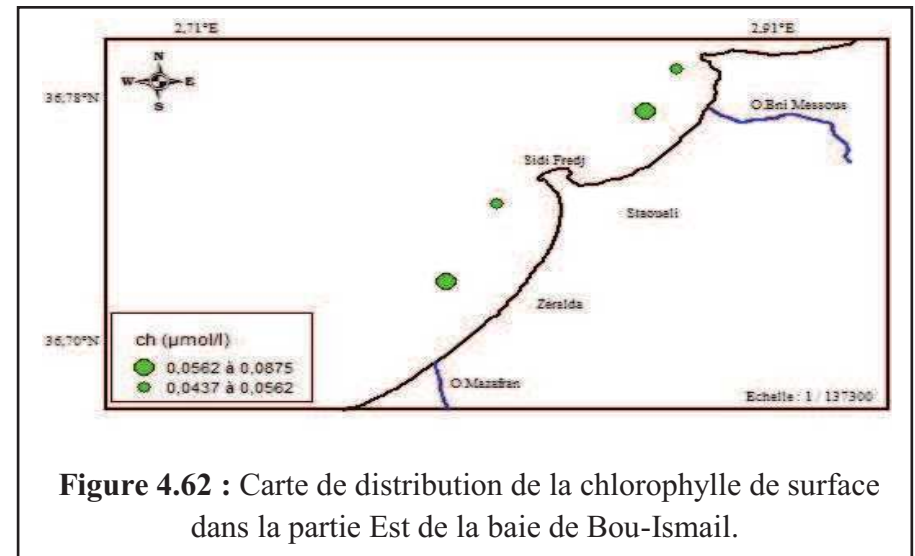 2,71°E 2,91°E
N
W E
S
36,78°N
O.Bni Messous
Sidi Fredj
Staoueli
Zeralda
36,70°N
ch (µmol/l)
0,0562 à 0,0875
0,0437 à 0,0562
O.Mazafran
Echelle : 1 / 137300
Figure 4.62 : Carte de distribution de la chlorophylle de surface
dans la partie Est de la baie de Bou-Ismail.